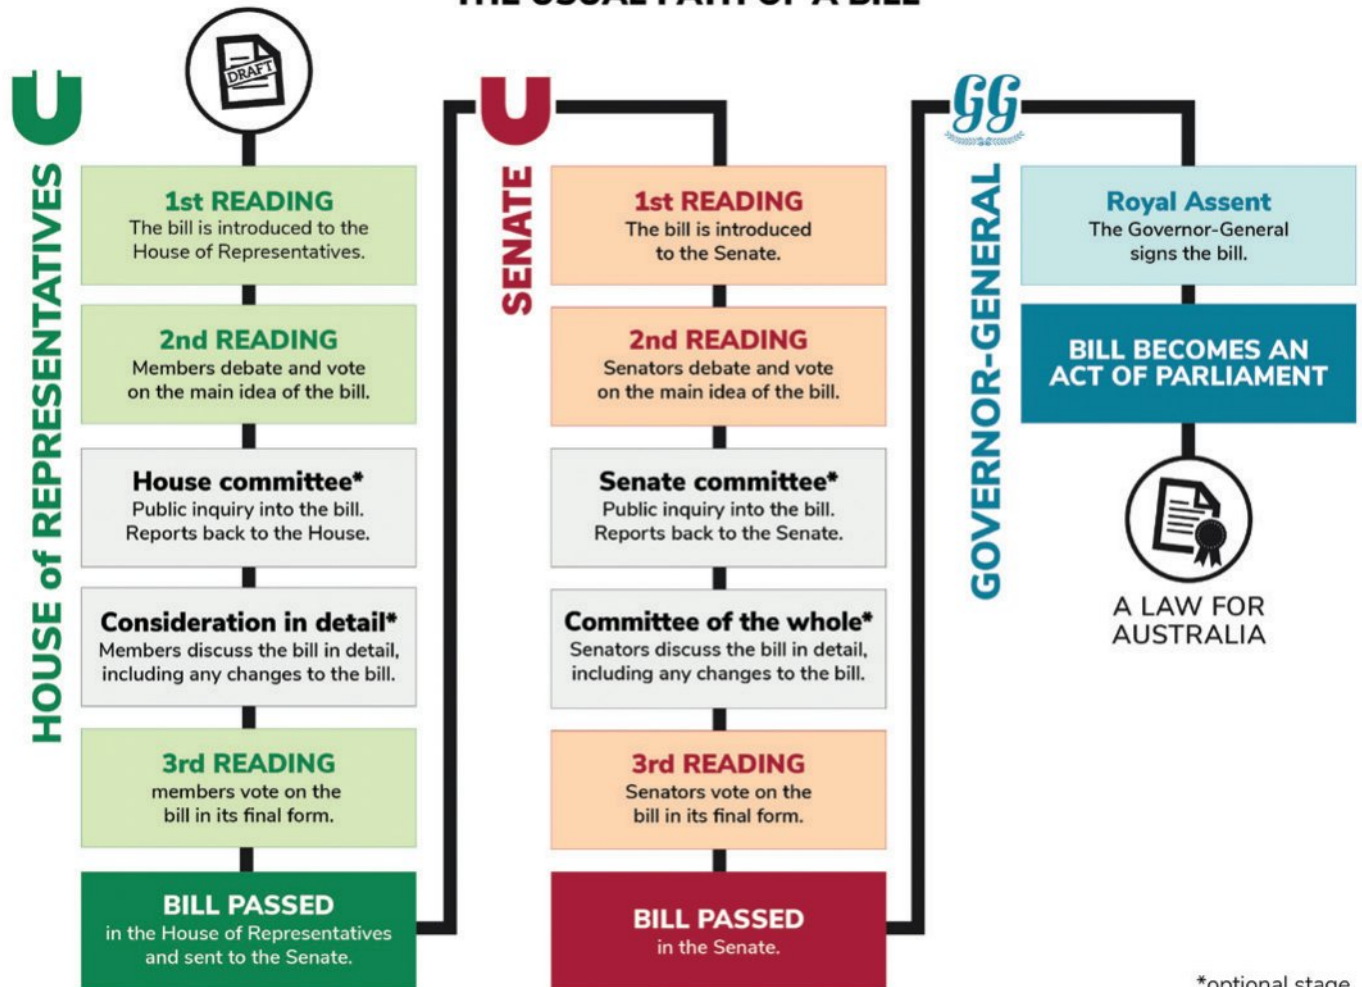 THE USUAL PATH OF A BILL
DRAFT
HOUSE of REPRESENTATIVES
1st READING
The bill is introduced to the
House of Representatives.
2nd READING
Members debate and vote
on the main idea of the bill.
House committee*
Public inquiry into the bill.
Reports back to the House.
Consideration in detail*
Members discuss the bill in detail,
including any changes to the bill.
3rd READING
members vote on the
bill in its final form.
BILL PASSED
in the House of Representatives
and sent to the Senate.
SENATE
1st READING
The bill is introduced
to the Senate.
2nd READING
Senators debate and vote
on the main idea of the bill.
Senate committee*
Public inquiry into the bill.
Reports back to the Senate.
Committee of the whole*
Senators discuss the bill in detail,
including any changes to the bill.
3rd READING
Senators vote on the
bill in its final form.
BILL PASSED
in the Senate.
GG
GOVERNOR-GENERAL
Royal Assent
The Governor-General
signs the bill.
BILL BECOMES AN
ACT OF PARLIAMENT
A LAW FOR
AUSTRALIA
*optional stage